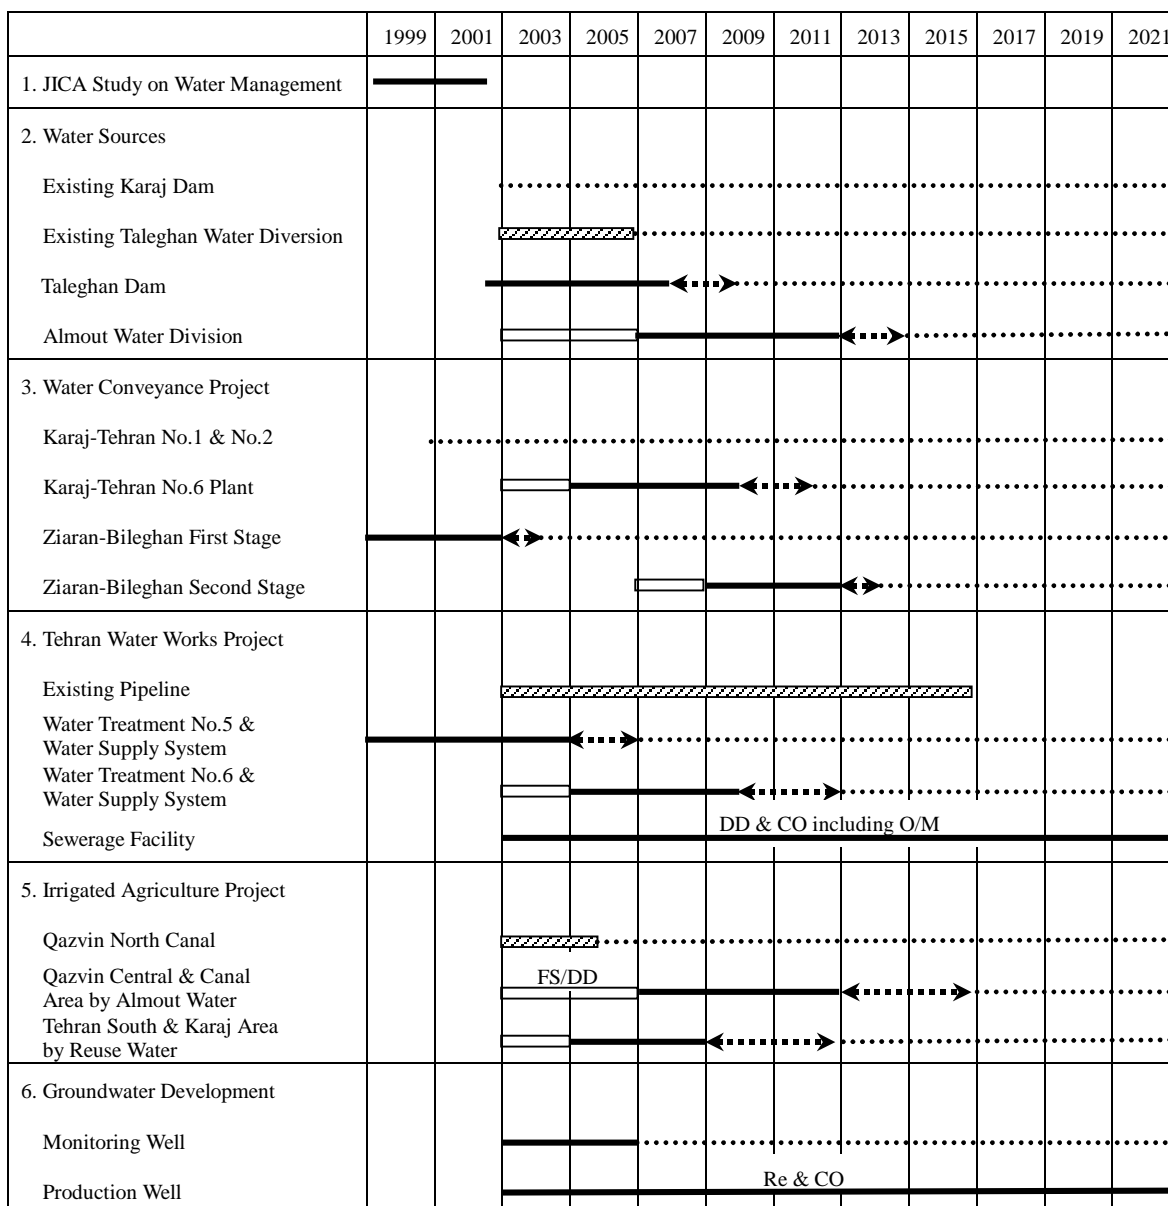 1999 2001 2003 2005 2007 2009 2011 2013 2015 2017 2019 2021
1. JICA Study on Water Management
2. Water Sources
Existing Karaj Dam
Existing Taleghan Water Diversion
Taleghan Dam
Almout Water Division
3. Water Conveyance Project
Karaj-Tehran No.1 & No.2
Karaj-Tehran No.6 Plant
Ziaran-Bileghan First Stage
Ziaran-Bileghan Second Stage
4. Tehran Water Works Project
Existing Pipeline
Water Treatment No.5 &
Water Supply System
Water Treatment No.6 &
Water Supply System
DD & CO including O/M
Sewerage Facility
5. Irrigated Agriculture Project
Qazvin North Canal
Qazvin Central & Canal FS/DD
Area by Almout Water
Tehran South & Karaj Area
by Reuse Water
6. Groundwater Development
Monitoring Well
Re & CO
Production Well